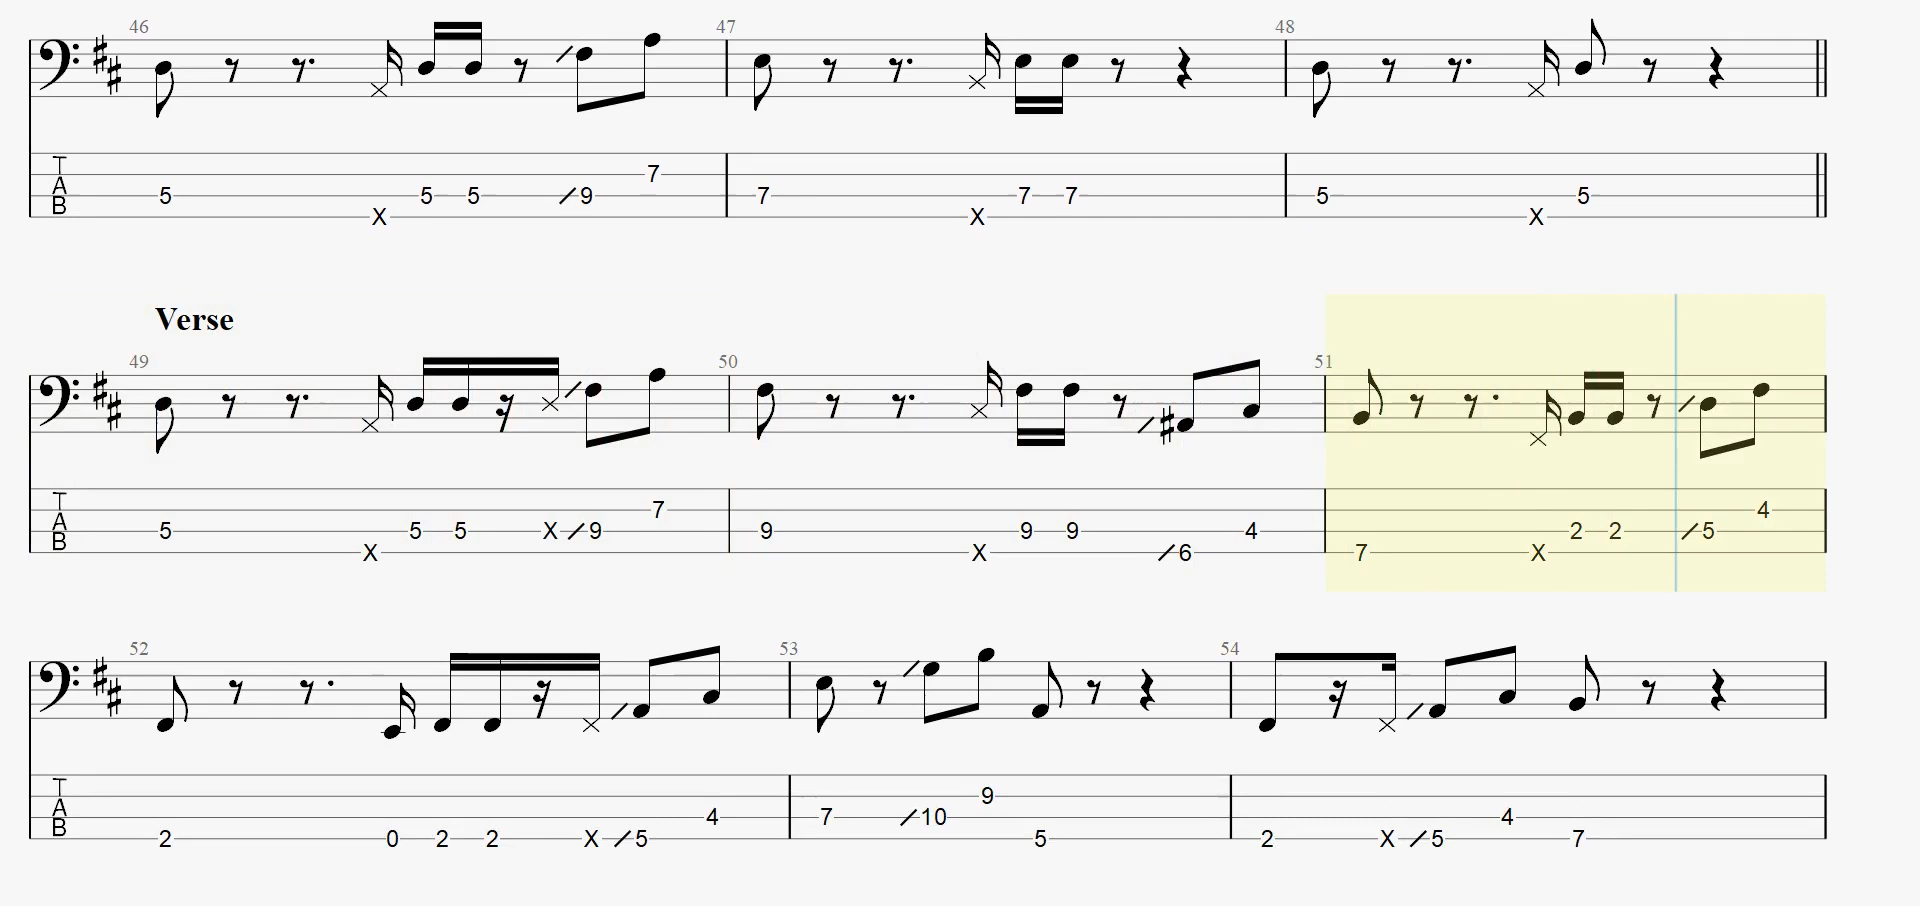 46 47 48
T
A
B
7
5 5 5 9 7 7 7 5 5
X X X
Verse
49 50 51
T
A
B
7 4
5 5 5 X 9 9 9 9 4 2 2 5
X X 6 7 X
52 53 54
T
A
B
9
4 7 10 4
2 0 2 2 X 5 5 2 X 5 7